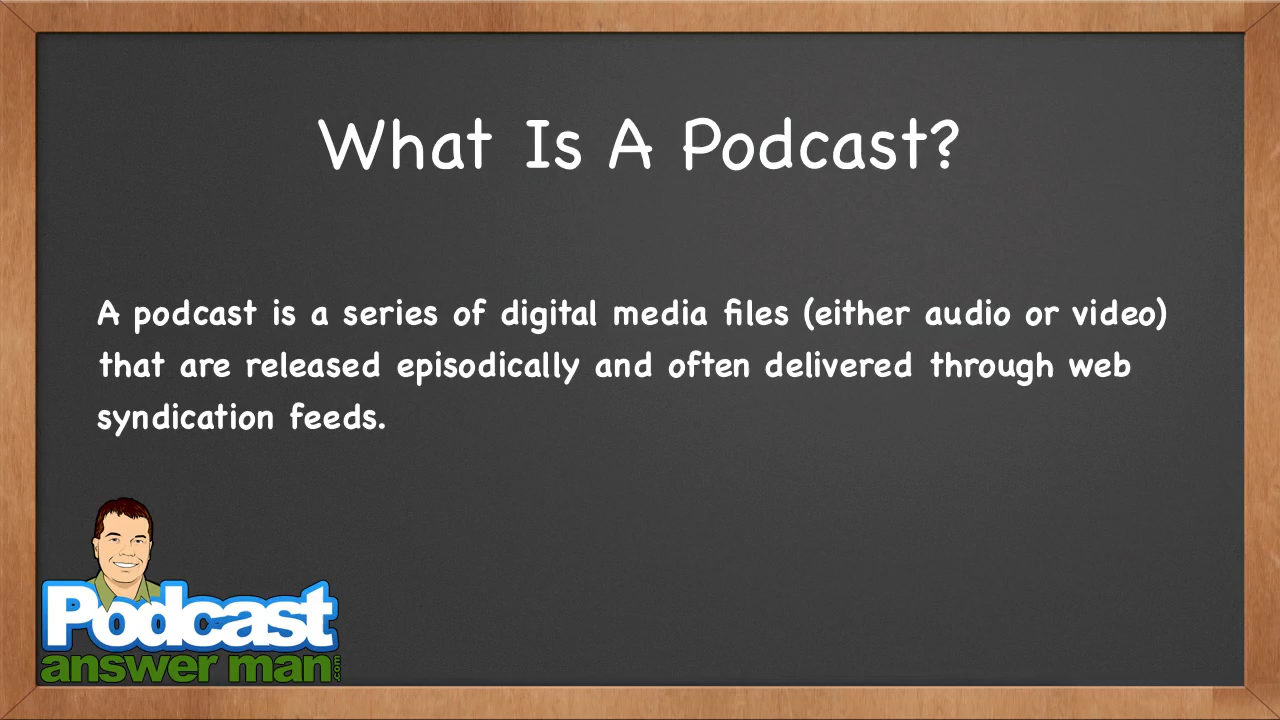 What Is A Podcast?
A podcast is a series of digital media files (either audio or video)
that are released episodically and often delivered through web
syndication feeds.
Podcast
answer man.com